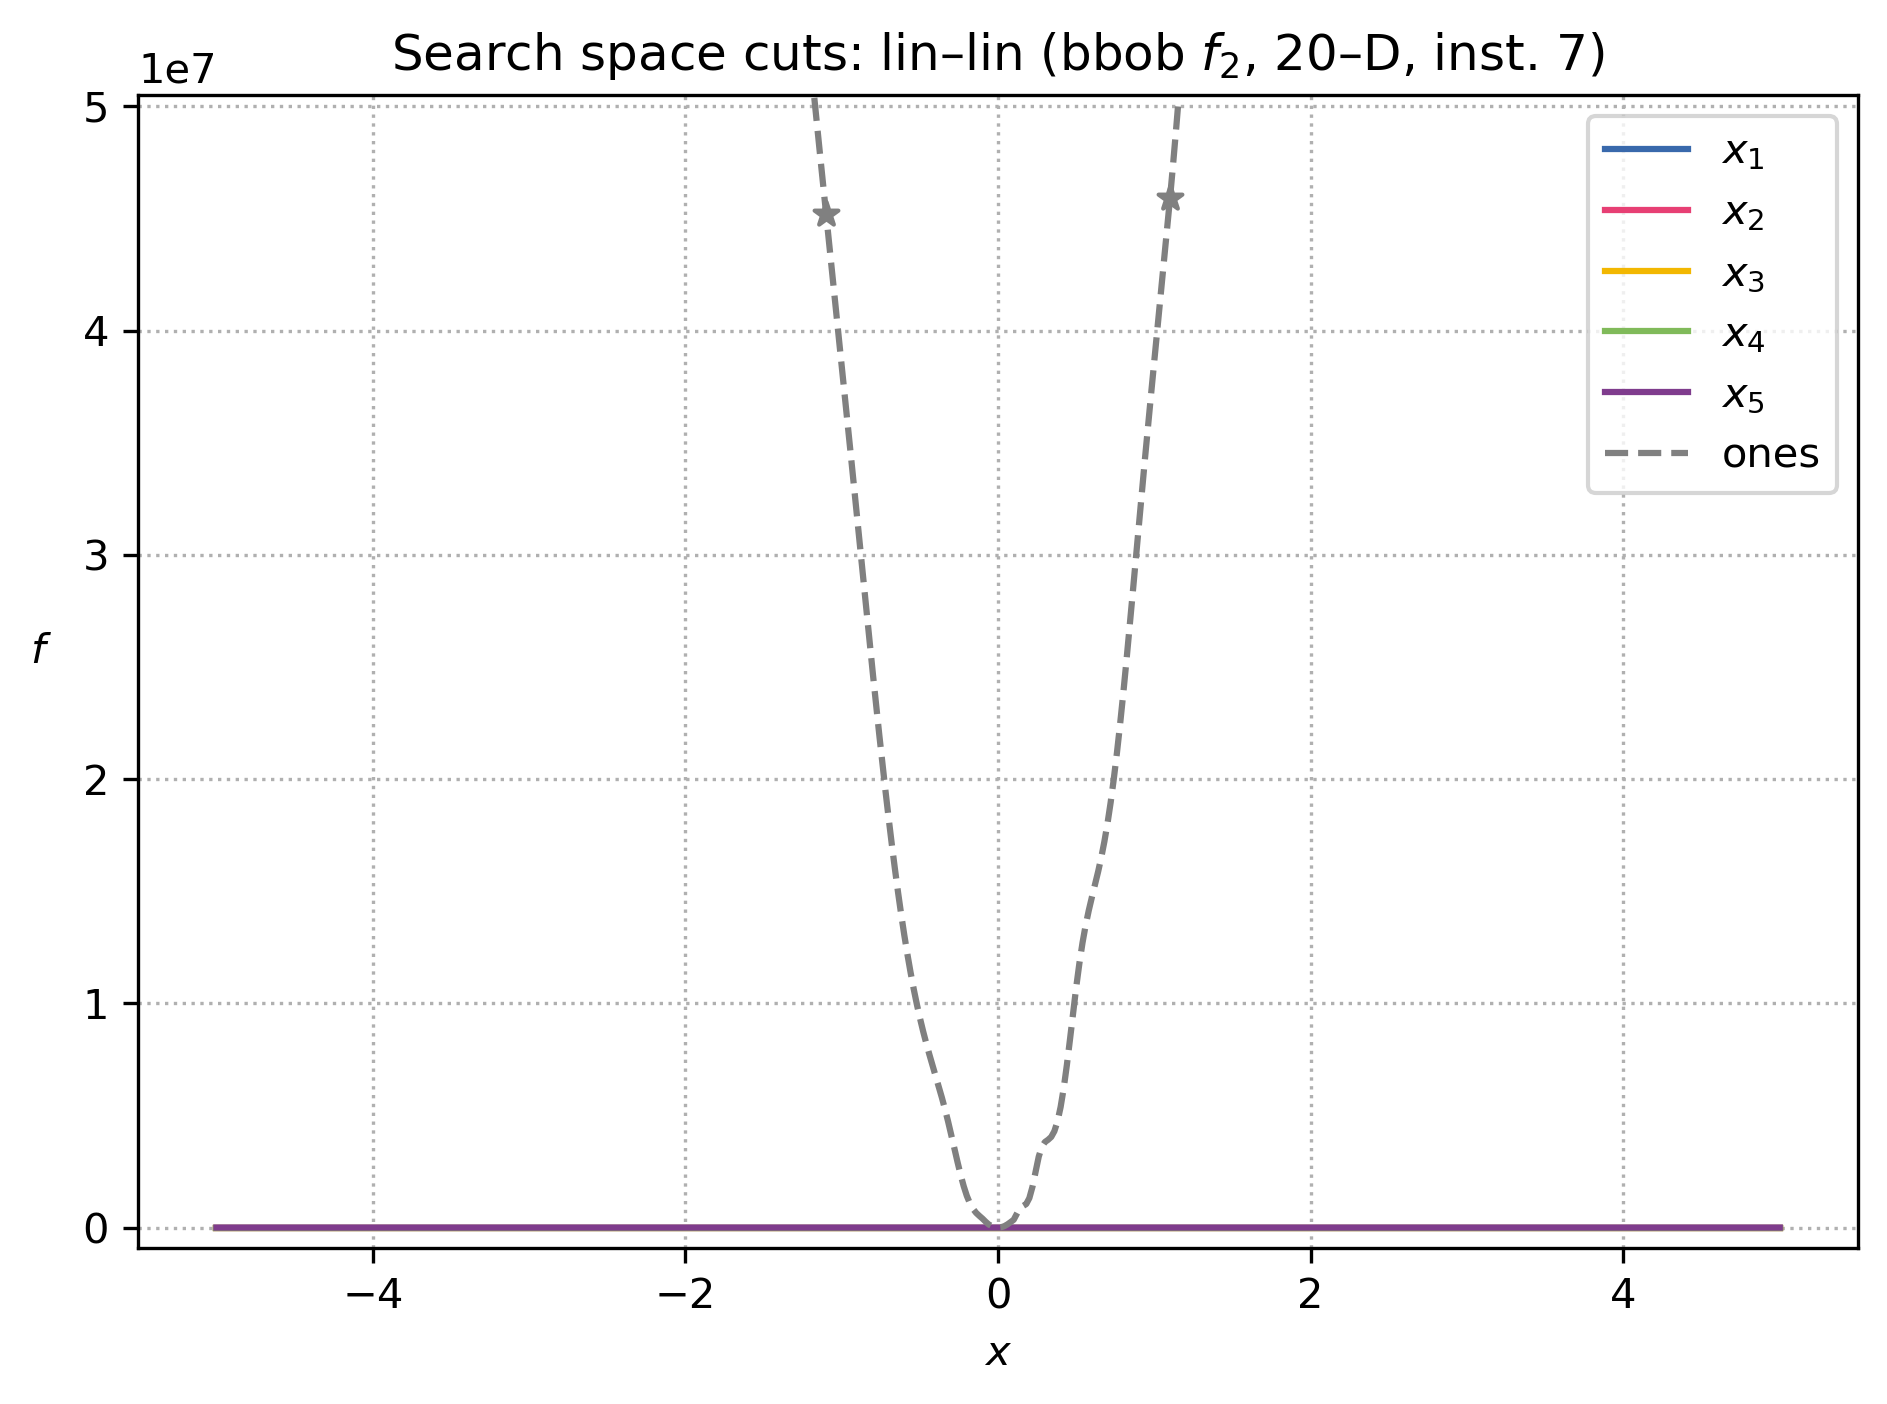 Search space cuts: lin–lin (bbob f₂, 20–D, inst. 7)
1e7
5
4
3
2
1
0
f
−4 −2 0 2 4
x
x₁
x₂
x₃
x₄
x₅
ones